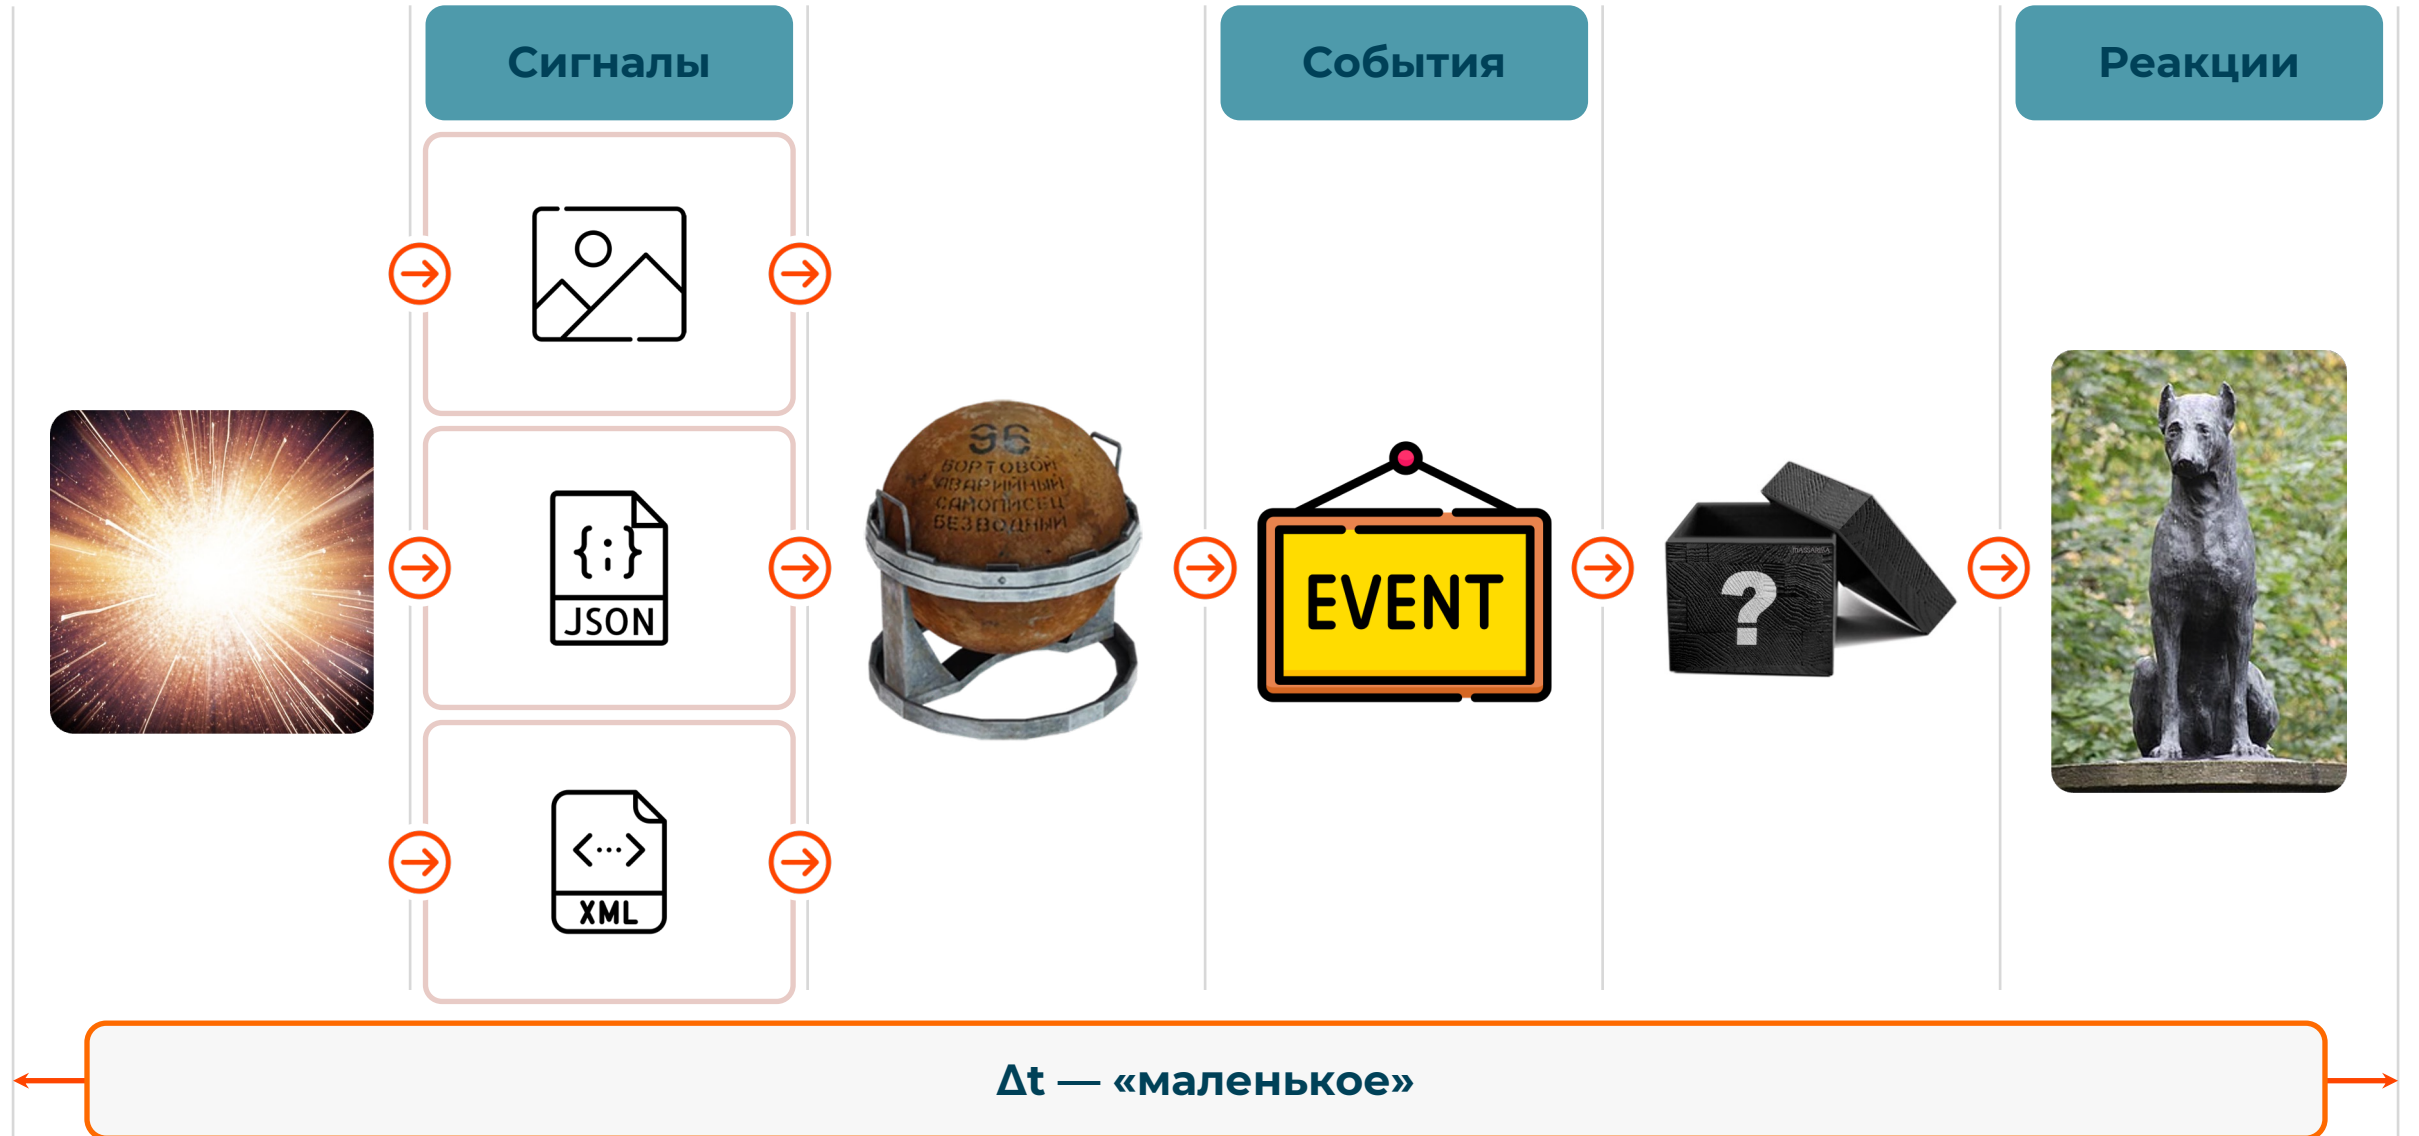 Сигналы
События
Реакции
96
БОРТОВОЙ
АВАРИЙНЫЙ
САМОПИСЕЦ
БЕЗВОДНЫЙ
EVENT
?
{;}
JSON
<···>
XML
Δt — «маленькое»